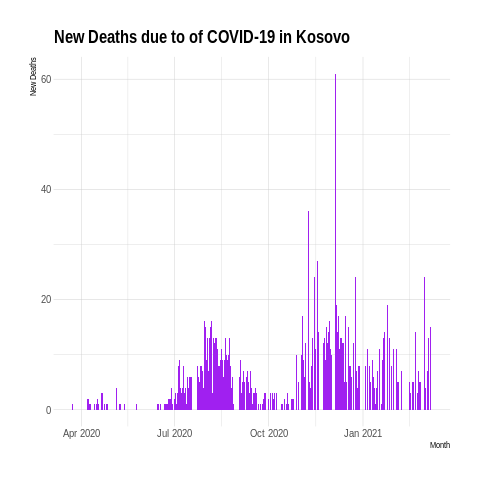 New Deaths due to of COVID-19 in Kosovo
New Deaths
60
40
20
0
Apr 2020
Jul 2020
Oct 2020
Jan 2021
Month